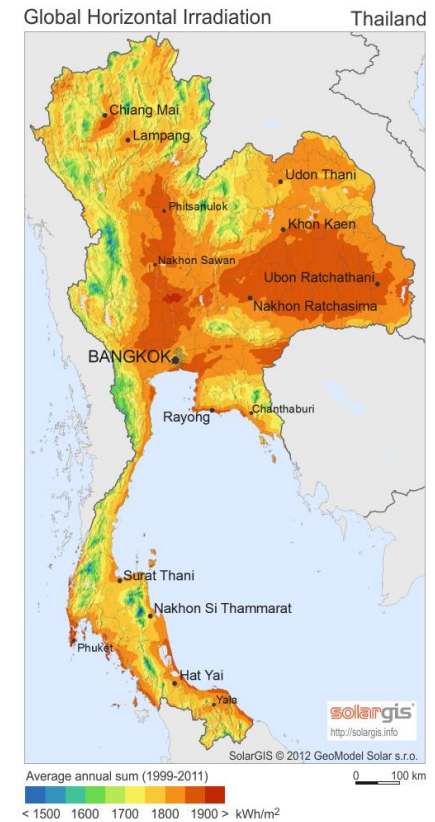 Global Horizontal Irradiation
Thailand
Chiang Mai
Lampang
Udon Thani
Phitsanulok
Khon Kaen
Nakhon Sawan
Ubon Ratchathani
Nakhon Ratchasima
BANGKOK
Rayong
Chanthaburi
Surat Thani
Nakhon Si Thammarat
Phuket
Hat Yai
Yala
solargis
http://solargis.info
SolarGIS © 2012 GeoModel Solar s.r.o.
Average annual sum (1999-2011)
0 100 km
< 1500 1600 1700 1800 1900 > kWh/m²